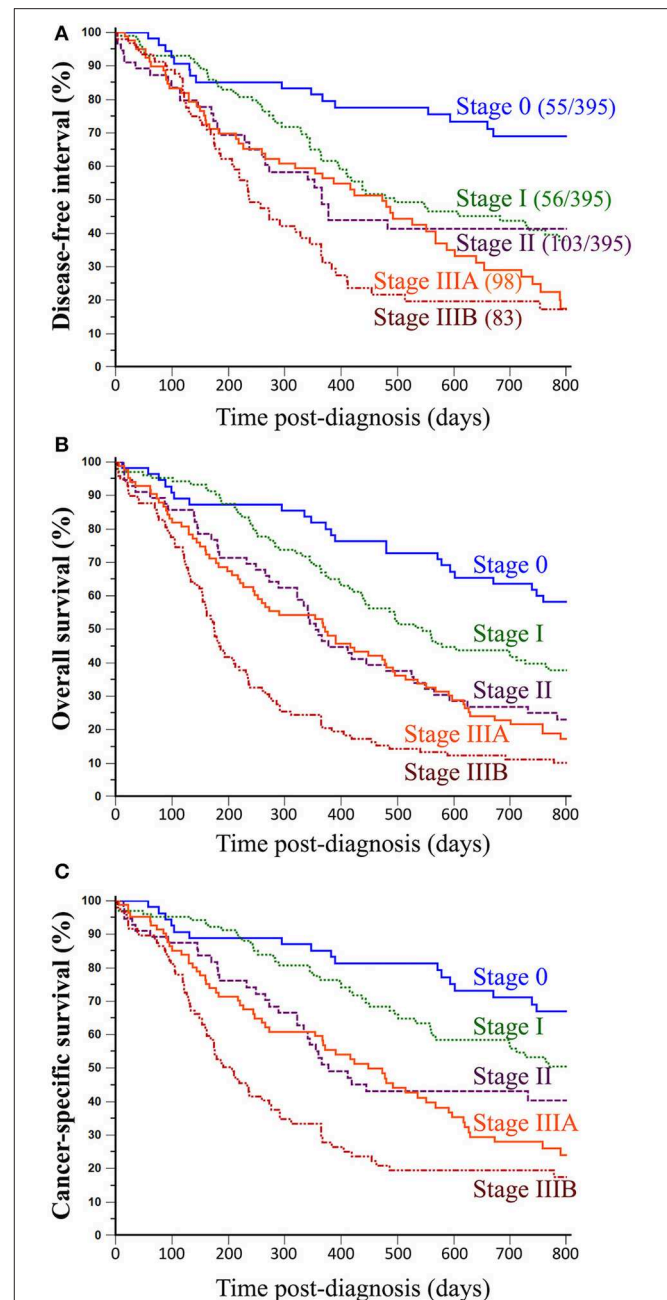 A
Disease-free interval (%)
100
90
80
70
60
50
40
30
20
10
0
Stage 0 (55/395)
Stage I (56/395)
Stage II (103/395)
Stage IIIA (98)
Stage IIIB (83)
0 100 200 300 400 500 600 700 800
Time post-diagnosis (days)
B
Overall survival (%)
100
90
80
70
60
50
40
30
20
10
0
Stage 0
Stage I
Stage II
Stage IIIA
Stage IIIB
0 100 200 300 400 500 600 700 800
Time post-diagnosis (days)
C
Cancer-specific survival (%)
100
90
80
70
60
50
40
30
20
10
0
Stage 0
Stage I
Stage II
Stage IIIA
Stage IIIB
0 100 200 300 400 500 600 700 800
Time post-diagnosis (days)